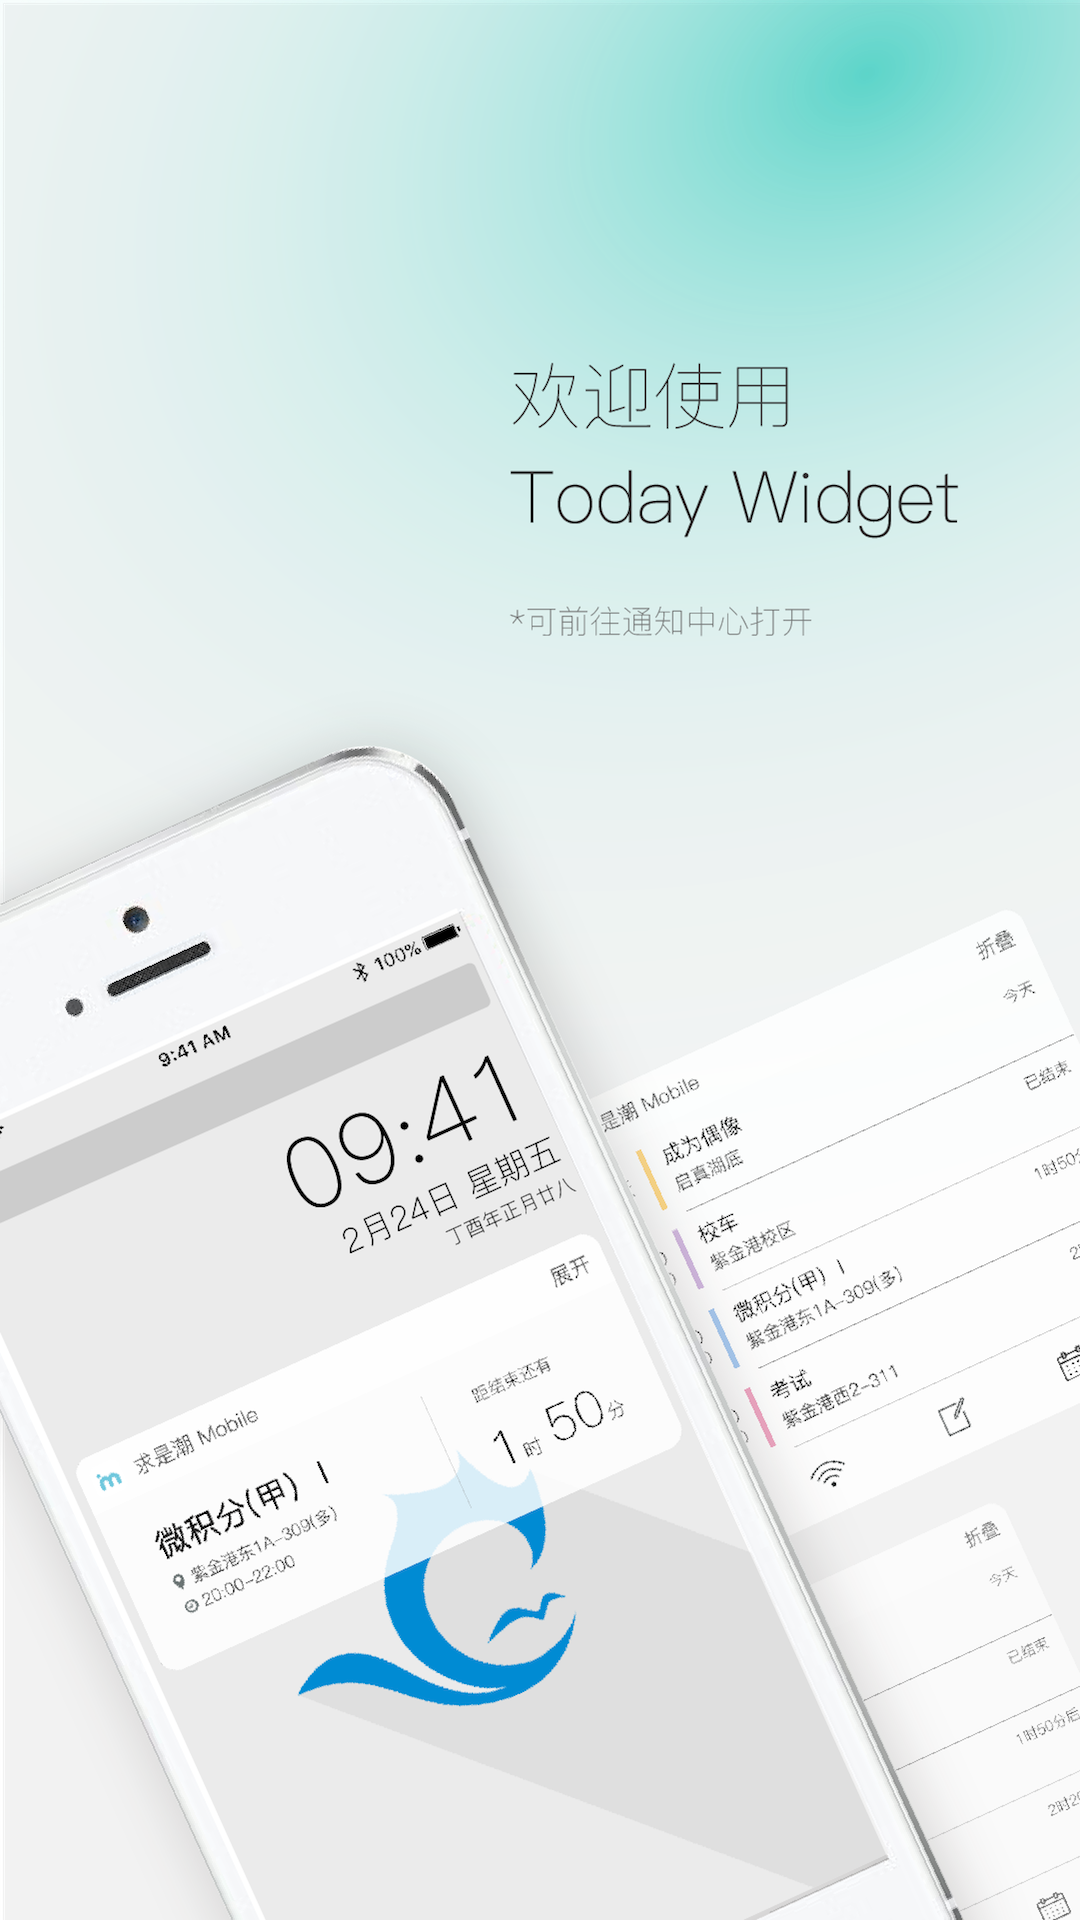 欢迎使用
Today Widget
*可前往通知中心打开
100%
9:41 AM
09:41
2月24日 星期五
丁酉年正月廿八
展开
求是潮 Mobile
微积分(甲) I
紫金港东1A-309(多)
20:00-22:00
距结束还有
1时50分
折叠
今天
是潮 Mobile
成为偶像
启真湖底
已结束
校车
紫金港校区
1时50分
微积分(甲) I
紫金港东1A-309(多)
考试
紫金港西2-311
折叠
今天
已结束
1时50分后